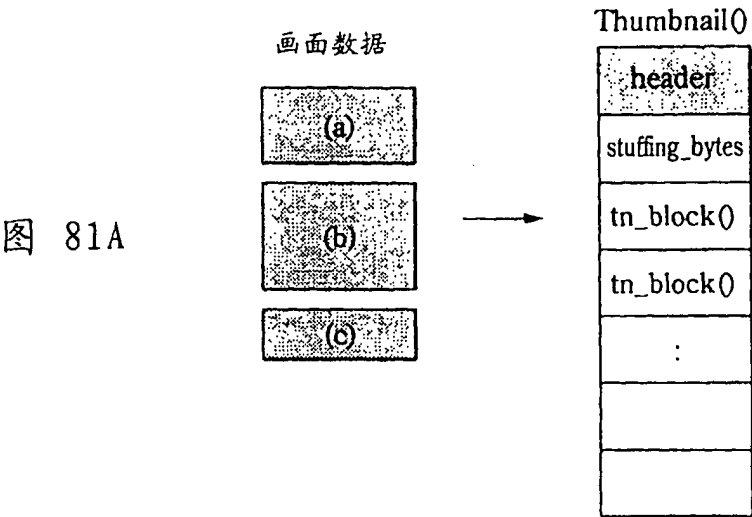 图 81A
画面数据
(a)
(b)
(c)
Thumbnail()
header
stuffing_bytes
tn_block()
tn_block()
: